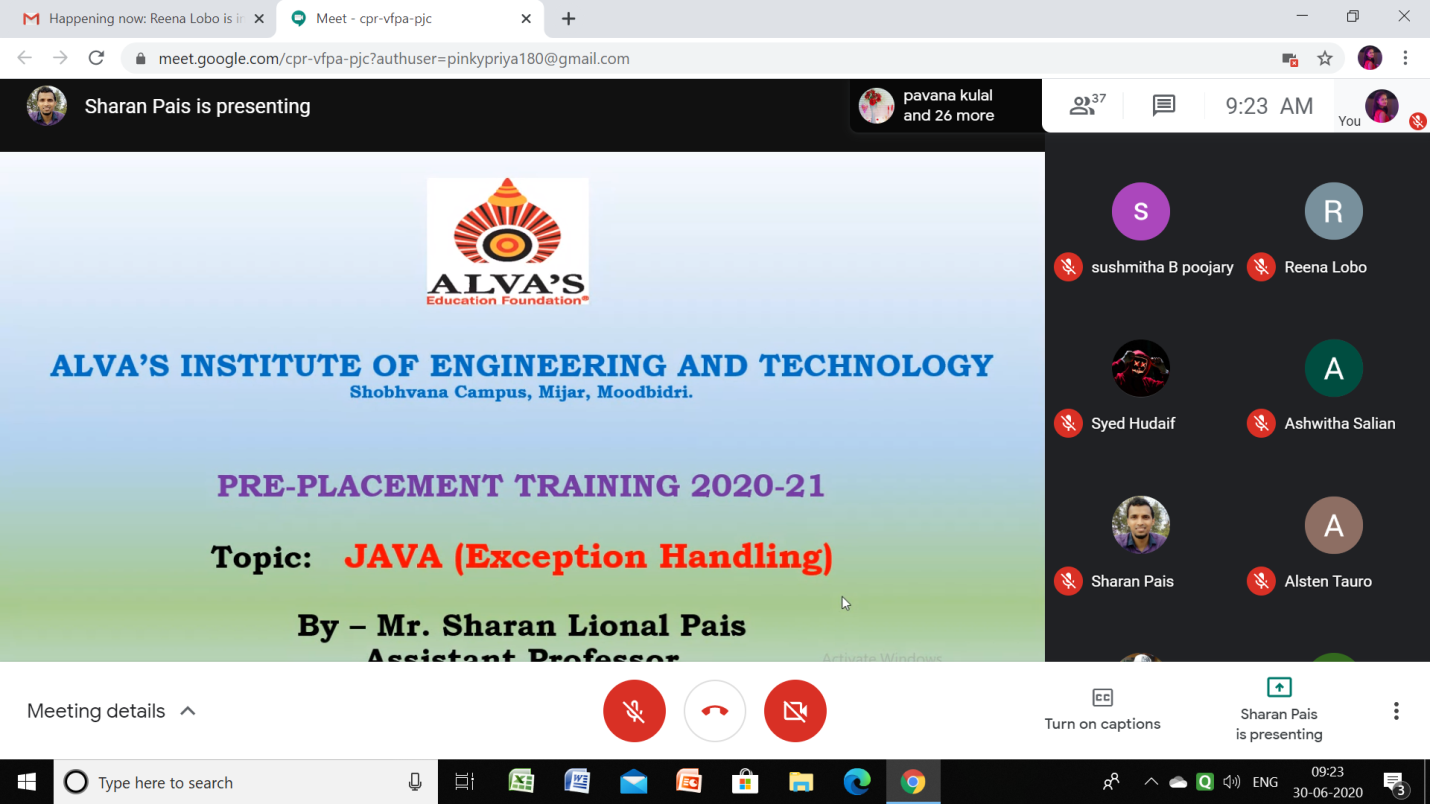 Happening now: Reena Lobo is in
Meet - cpr-vfpa-pjc
meet.google.com/cpr-vfpa-pjc?authuser=pinkypriya180@gmail.com
Sharan Pais is presenting
pavana kulal
and 26 more
37
9:23 AM
You
ALVA'S
Education Foundation®
ALVA'S INSTITUTE OF ENGINEERING AND TECHNOLOGY
Shobhvana Campus, Mijar, Moodbidri.
PRE-PLACEMENT TRAINING 2020-21
Topic: JAVA (Exception Handling)
By – Mr. Sharan Lional Pais
Assistant Professor
Activate Windows
s
R
sushmitha B poojary
Reena Lobo
A
Syed Hudaif
Ashwitha Salian
A
Sharan Pais
Alsten Tauro
Meeting details
CC
Turn on captions
Sharan Pais
is presenting
Type here to search
ENG
09:23
30-06-2020
3